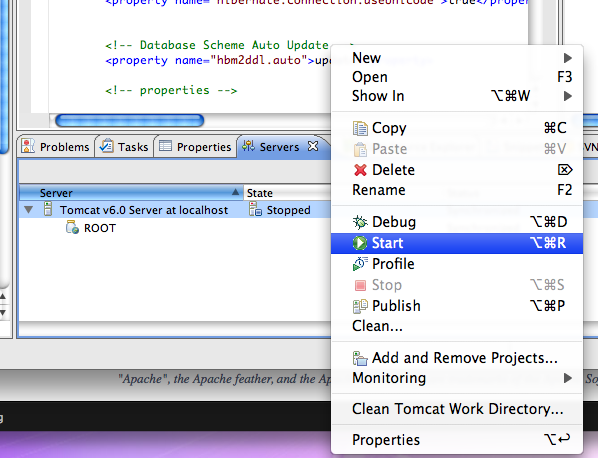 <property name="hibernate.connection.useUnicode">true</proper
<!-- Database Scheme Auto Update
<property name="hbm2ddl.auto">
<!-- properties -->
Problems Tasks Properties Servers VN
Server State
Tomcat v6.0 Server at localhost Stopped
ROOT
"Apache", the Apache feather, and the Ap
g
New
Open F3
Show In ⌥⌘W
Copy ⌘C
Paste ⌘V
Delete ⌦
Rename F2
Debug ⌥⌘D
Start ⌥⌘R
Profile
Stop ⌥⌘S
Publish ⌥⌘P
Clean...
Add and Remove Projects...
Monitoring
Clean Tomcat Work Directory...
Properties ⌥↩